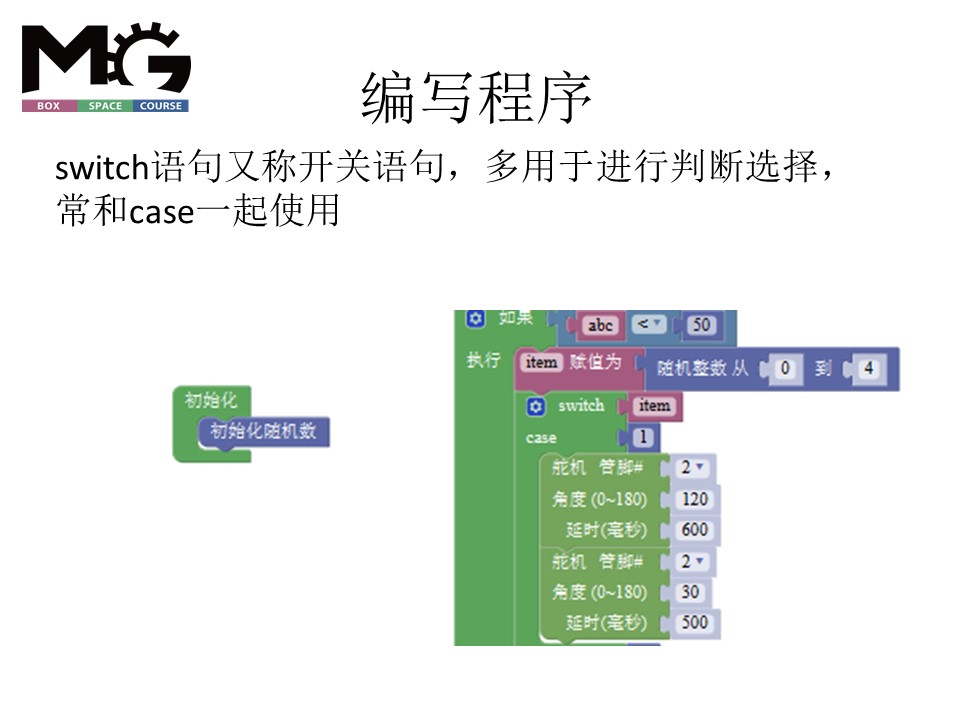 MG
BOX SPACE COURSE
编写程序
switch语句又称开关语句，多用于进行判断选择，
常和case一起使用
初始化
初始化随机数
如果 abc < 50
执行 item 赋值为 随机整数 从 0 到 4
switch item
case 1
舵机 管脚# 2
角度 (0~180) 120
延时(毫秒) 600
舵机 管脚# 2
角度 (0~180) 30
延时(毫秒) 500